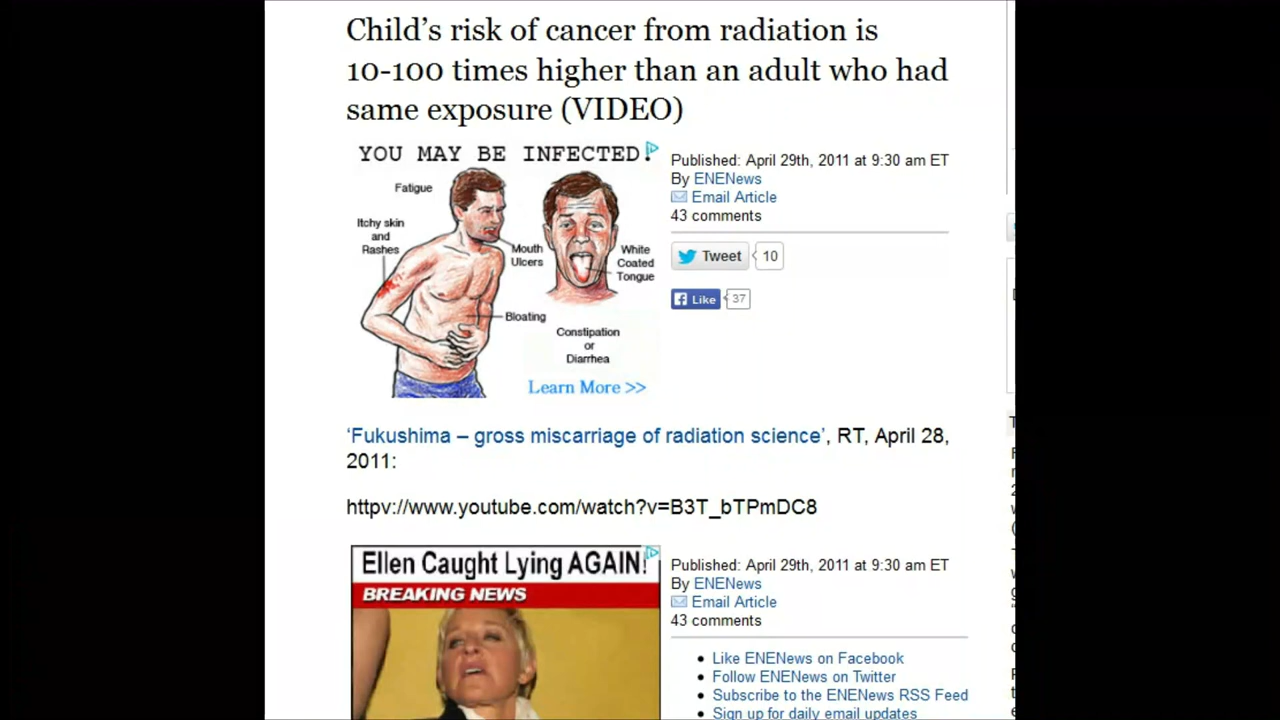 Child’s risk of cancer from radiation is
10-100 times higher than an adult who had
same exposure (VIDEO)
YOU MAY BE INFECTED!
Fatigue
Itchy skin
and
Rashes
Mouth
Ulcers
White
Coated
Tongue
Bloating
Constipation
or
Diarrhea
Learn More >>
Published: April 29th, 2011 at 9:30 am ET
By ENENews
Email Article
43 comments
Tweet 10
Like 37
‘Fukushima – gross miscarriage of radiation science’, RT, April 28,
2011:
httpv://www.youtube.com/watch?v=B3T_bTPmDC8
Ellen Caught Lying AGAIN!
BREAKING NEWS
Published: April 29th, 2011 at 9:30 am ET
By ENENews
Email Article
43 comments
• Like ENENews on Facebook
• Follow ENENews on Twitter
• Subscribe to the ENENews RSS Feed
• Sign up for daily email updates